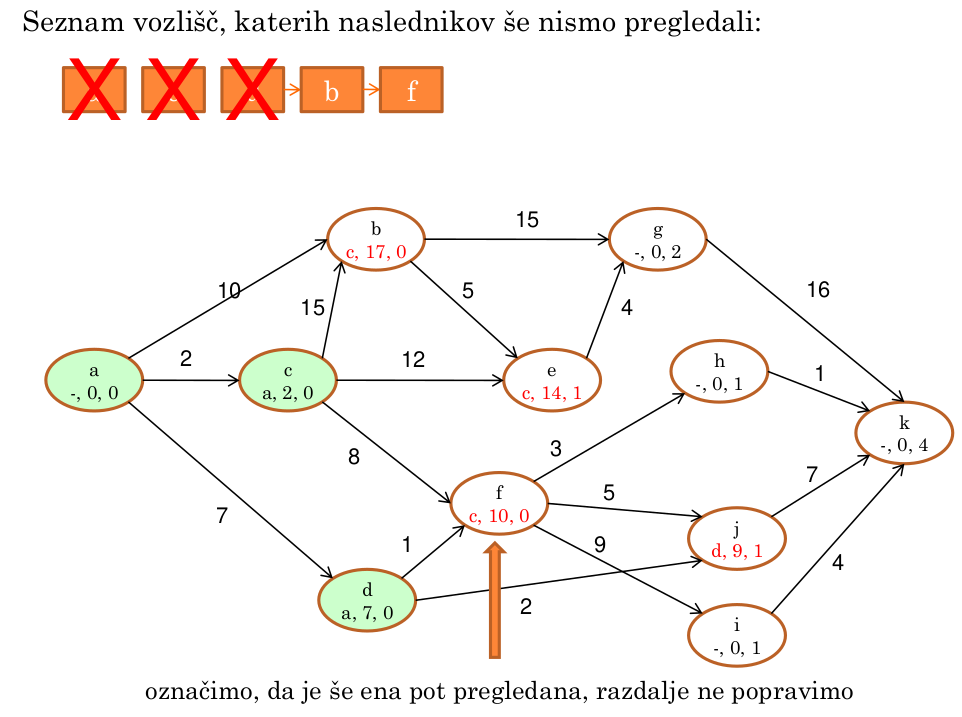 Seznam vozlišč, katerih naslednikov še nismo pregledali:
b
f
b
c, 17, 0
15
g
-, 0, 2
10
15
5
4
16
a
-, 0, 0
2
c
a, 2, 0
12
e
c, 14, 1
h
-, 0, 1
1
k
-, 0, 4
8
3
7
f
c, 10, 0
5
7
1
9
j
d, 9, 1
4
d
a, 7, 0
2
i
-, 0, 1
označimo, da je še ena pot pregledana, razdalje ne popravimo